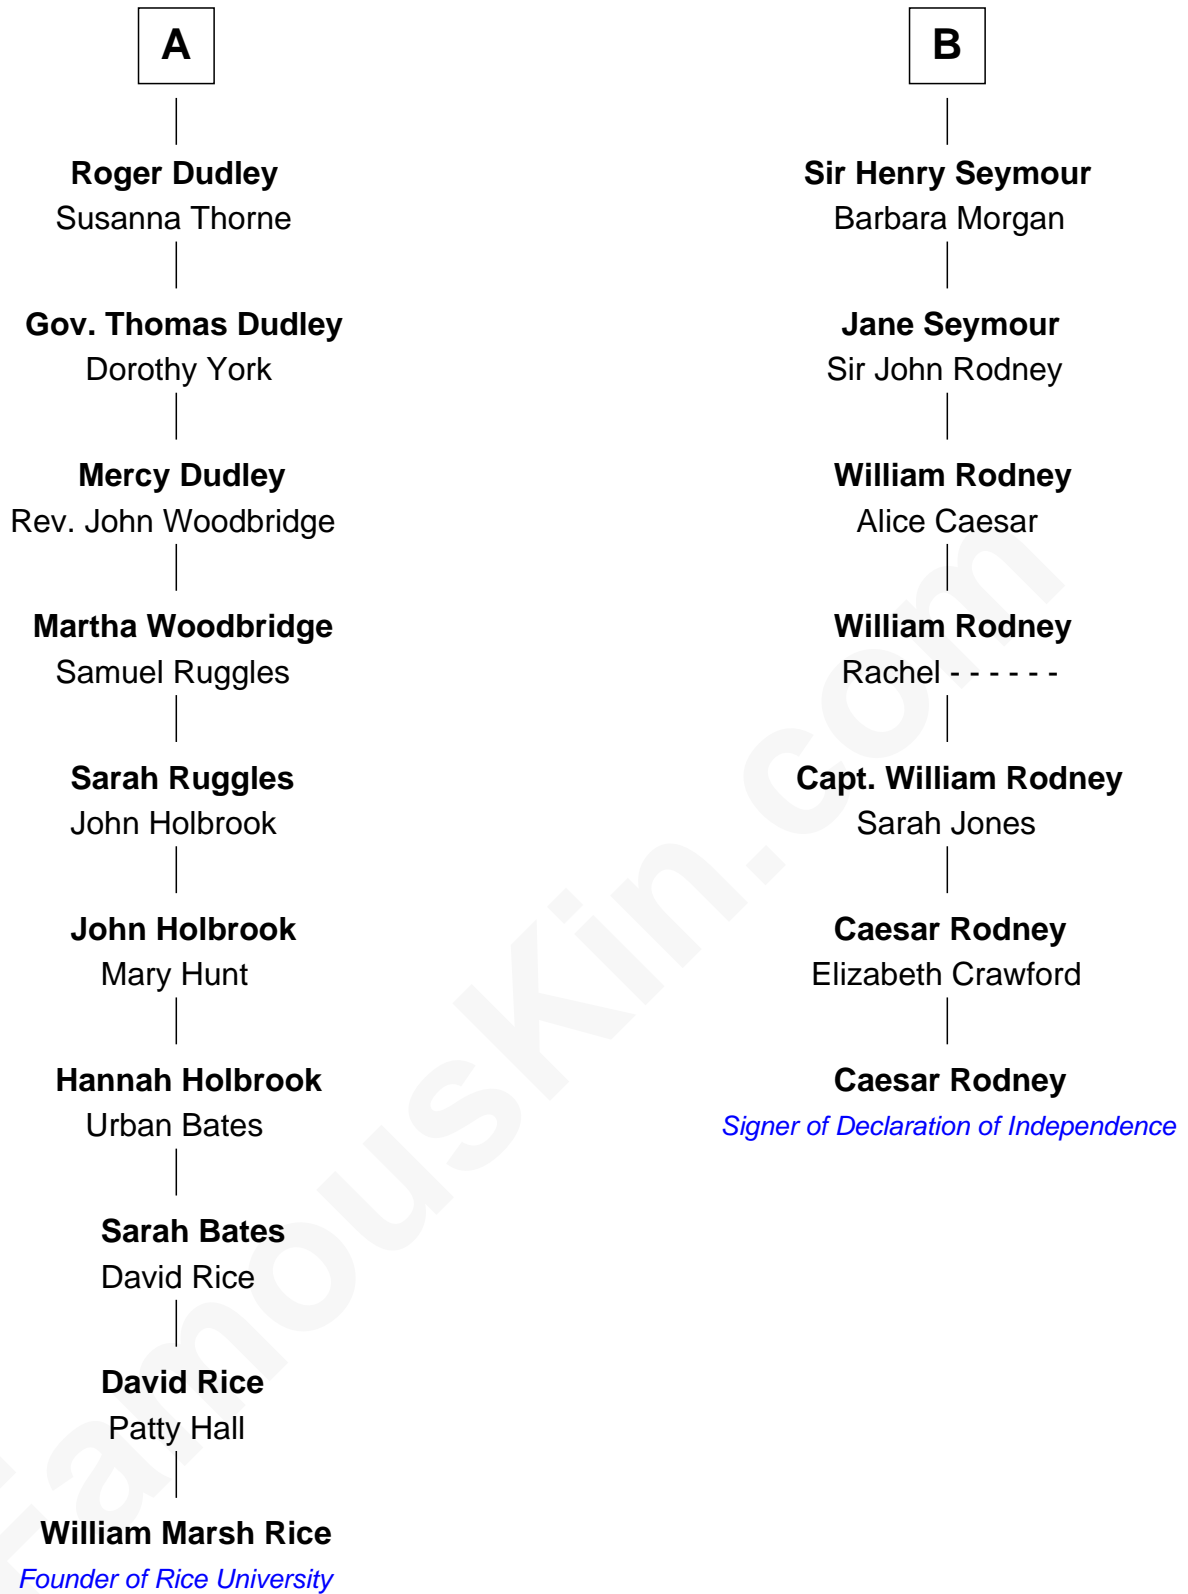 A
Roger Dudley
Susanna Thorne
Gov. Thomas Dudley
Dorothy York
Mercy Dudley
Rev. John Woodbridge
Martha Woodbridge
Samuel Ruggles
Sarah Ruggles
John Holbrook
John Holbrook
Mary Hunt
Hannah Holbrook
Urban Bates
Sarah Bates
David Rice
David Rice
Patty Hall
William Marsh Rice
Founder of Rice University
B
Sir Henry Seymour
Barbara Morgan
Jane Seymour
Sir John Rodney
William Rodney
Alice Caesar
William Rodney
Rachel - - - - - -
Capt. William Rodney
Sarah Jones
Caesar Rodney
Elizabeth Crawford
Caesar Rodney
Signer of Declaration of Independence
FamousKin.com